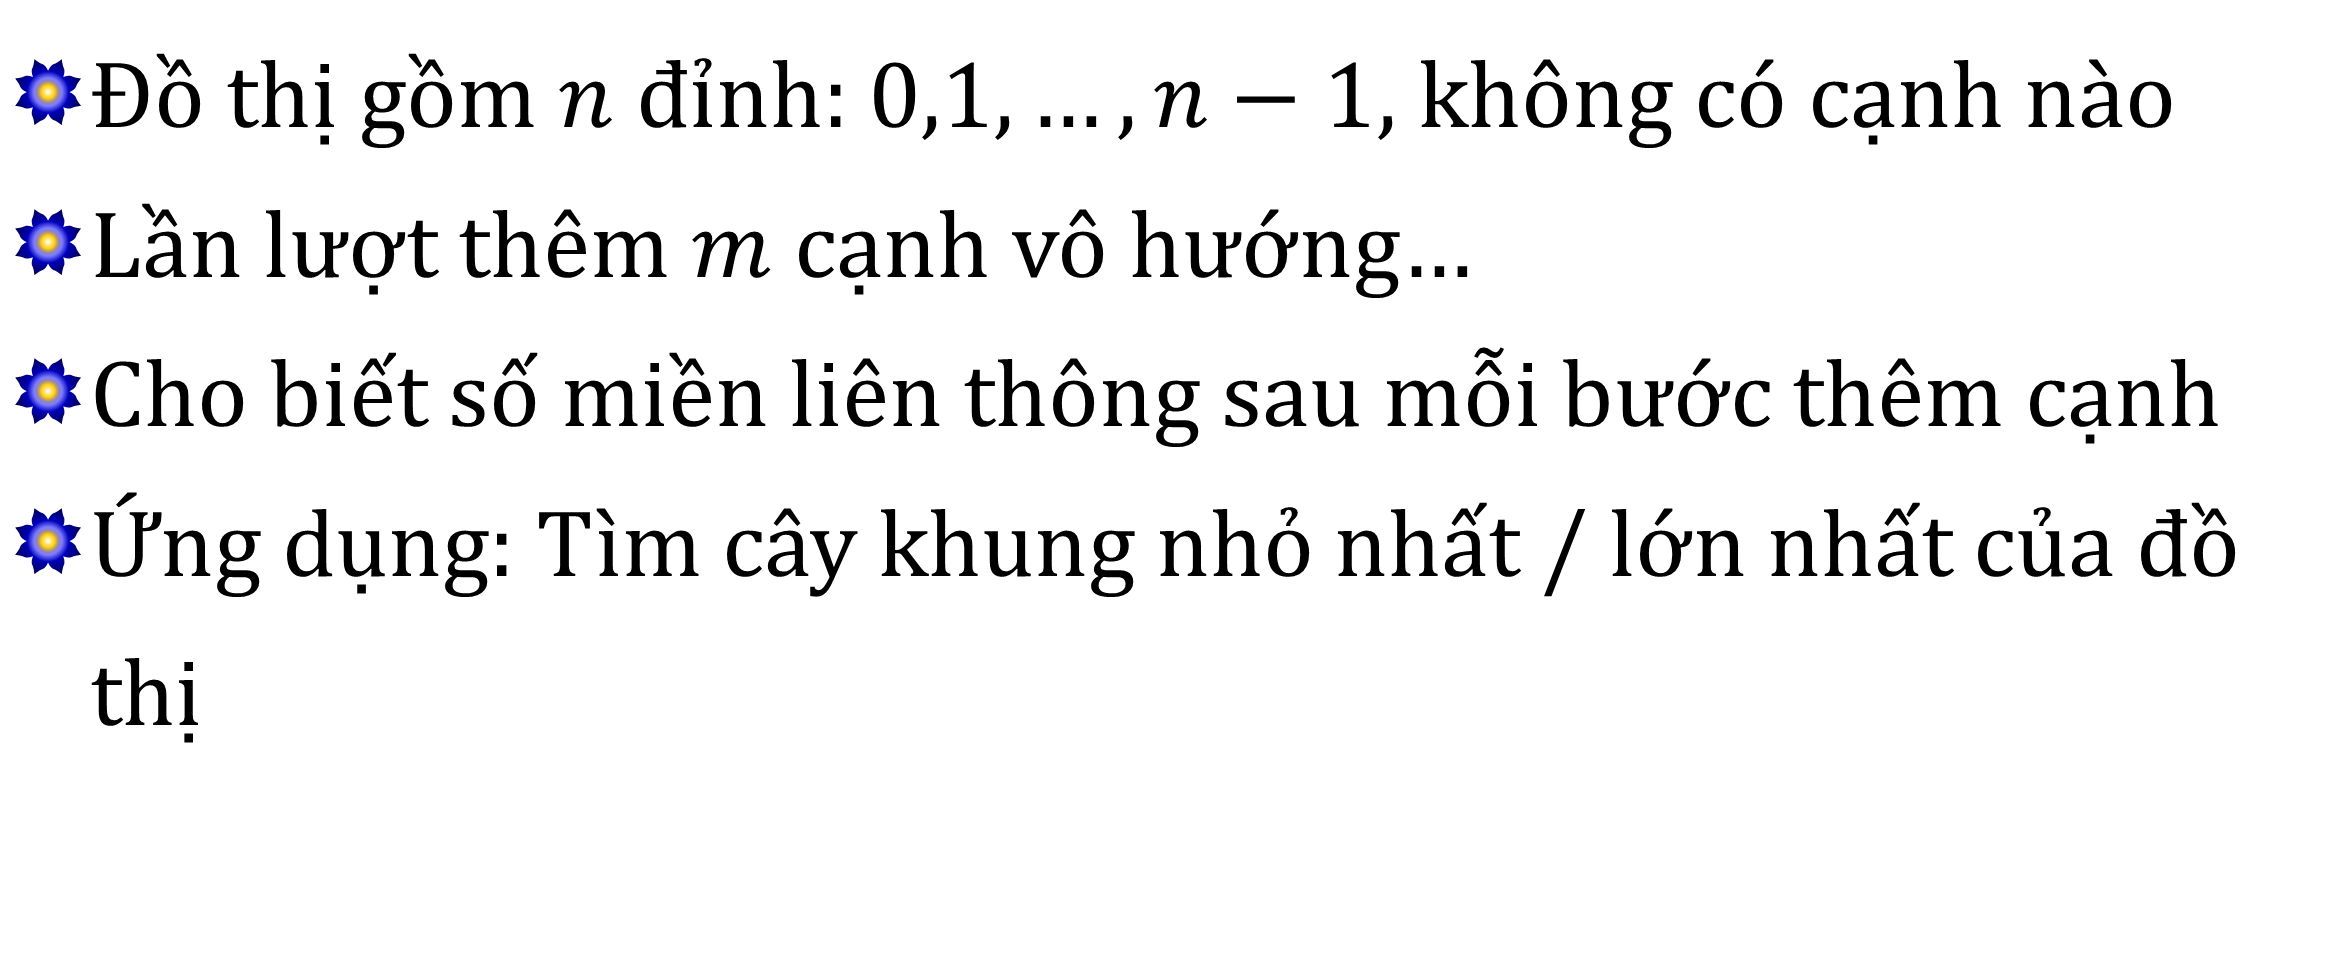 Đồ thị gồm n đỉnh: 0,1, … , n − 1, không có cạnh nào
Lần lượt thêm m cạnh vô hướng…
Cho biết số miền liên thông sau mỗi bước thêm cạnh
Ứng dụng: Tìm cây khung nhỏ nhất / lớn nhất của đồ
thị